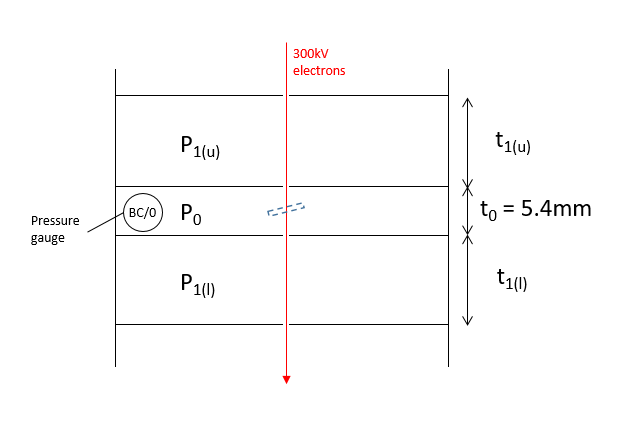 300kV
electrons
P1(u)
t1(u)
BC/0
P0
t0 = 5.4mm
Pressure
gauge
P1(l)
t1(l)